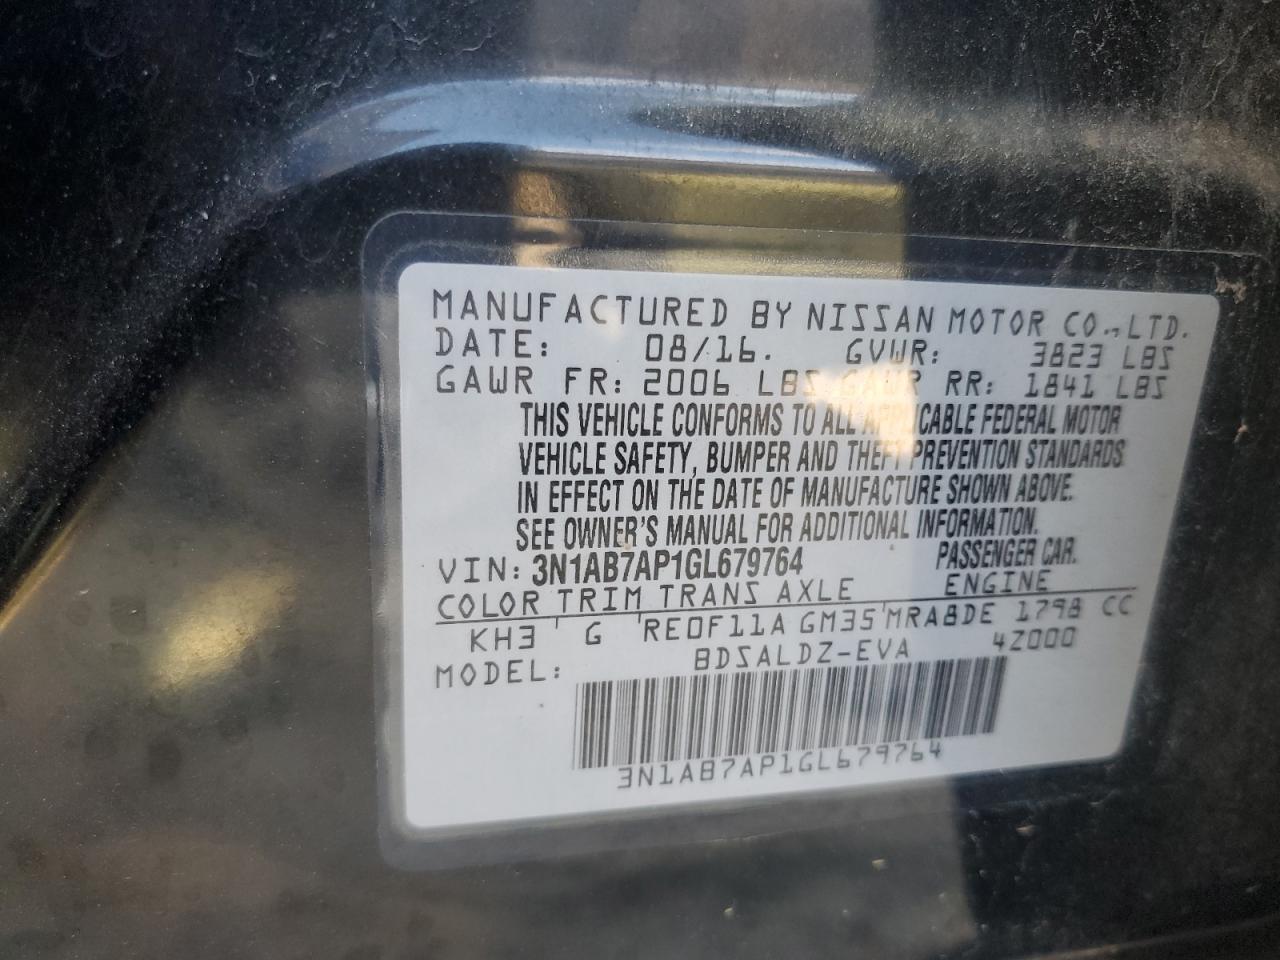 MANUFACTURED BY NISSAN MOTOR CO., LTD.
DATE: 08/16. GVWR: 3823 LBS
GAWR FR: 2006 LBS GAWR RR: 1841 LBS
THIS VEHICLE CONFORMS TO ALL APPLICABLE FEDERAL MOTOR
VEHICLE SAFETY, BUMPER AND THEFT PREVENTION STANDARDS
IN EFFECT ON THE DATE OF MANUFACTURE SHOWN ABOVE.
SEE OWNER'S MANUAL FOR ADDITIONAL INFORMATION.
VIN: 3N1AB7AP1GL679764 PASSENGER CAR.
COLOR TRIM TRANS AXLE ENGINE
KH3 G RE0F11A GM35 MRA8DE 1798 CC
MODEL: BDSALDZ-EVA 4Z000
3N1AB7AP1GL679764